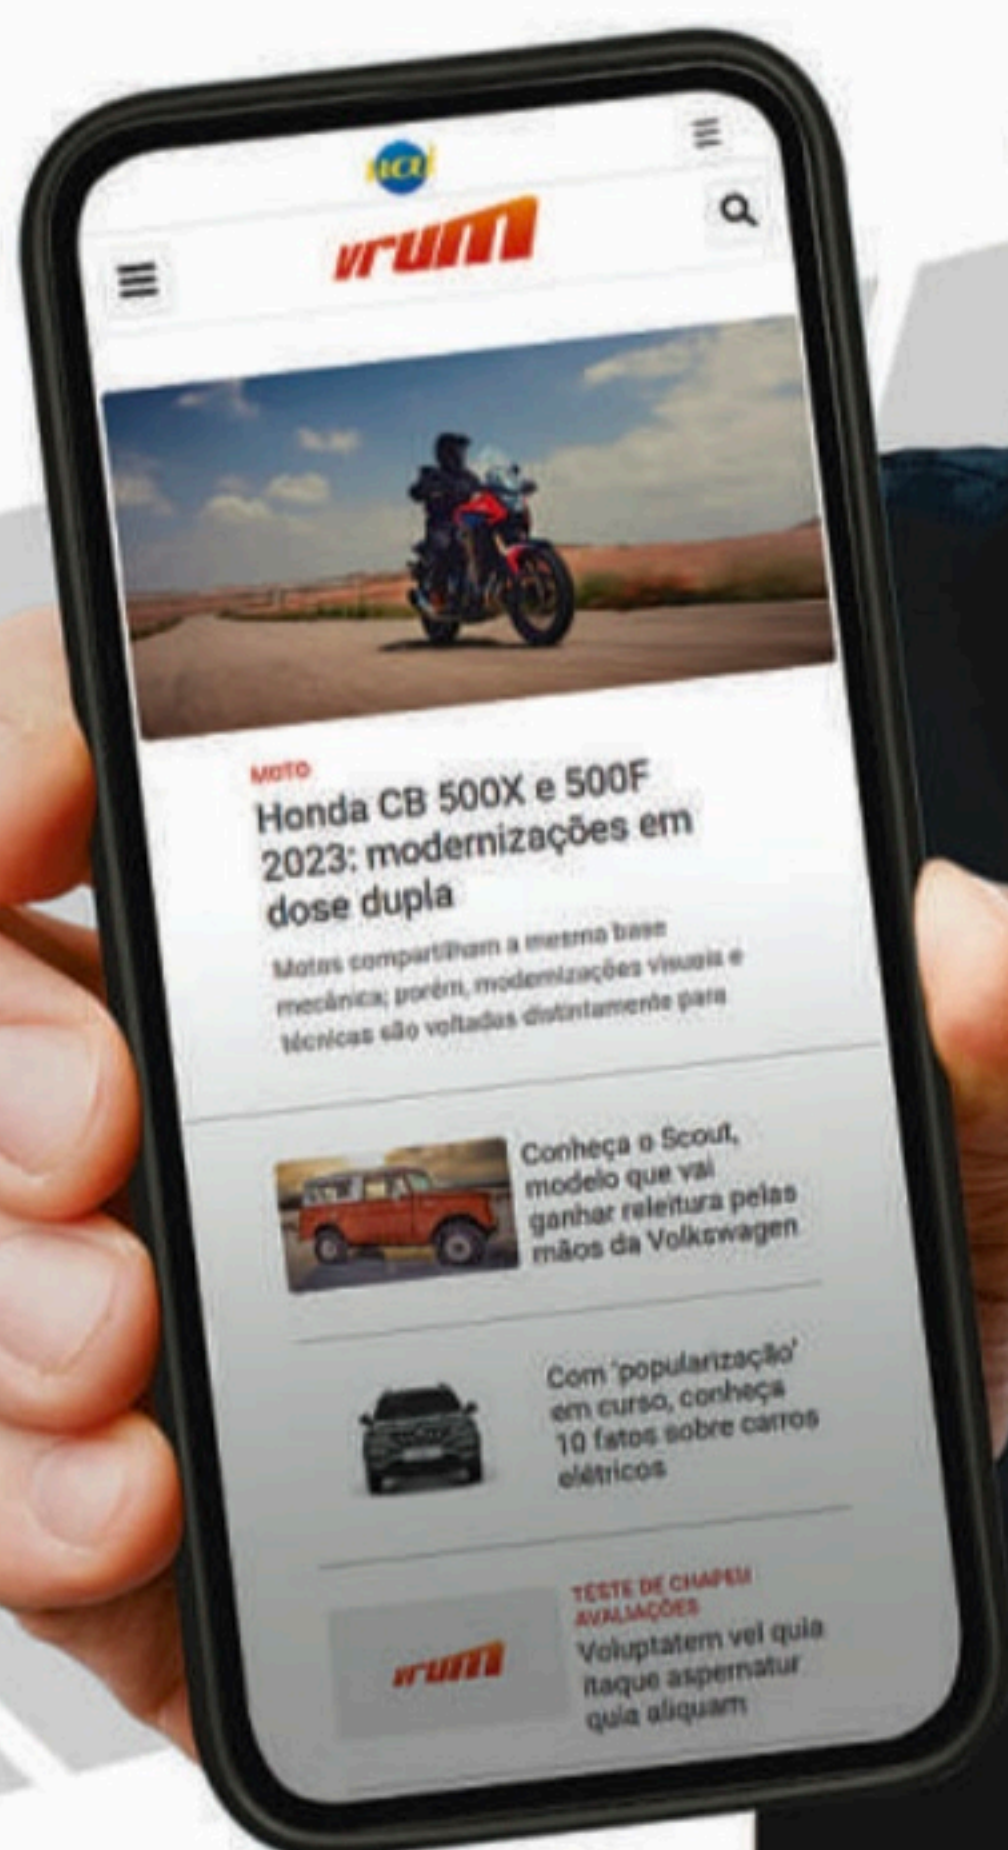 uai
vrum
MOTO
Honda CB 500X e 500F
2023: modernizações em
dose dupla
Motos compartilham a mesma base
mecânica; porém, modernizações visuais e
técnicas são voltadas distintamente para
Conheça o Scout,
modelo que vai
ganhar releitura pelas
mãos da Volkswagen
Com 'popularização'
em curso, conheça
10 fatos sobre carros
elétricos
vrum
TESTE DE CHAPEU
AVALIAÇÕES
Voluptatem vel quia
itaque aspernatur
quia aliquam